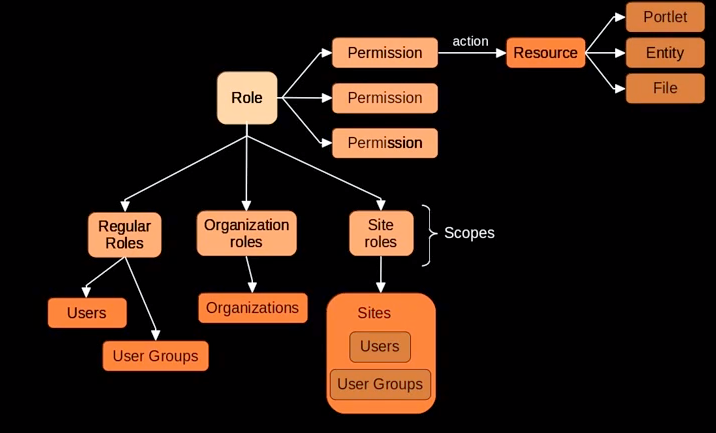 Portlet
action
Permission
Resource
Entity
Role
Permission
File
Permission
Regular
Roles
Organization
roles
Site
roles
Scopes
Users
Organizations
Sites
User Groups
Users
User Groups